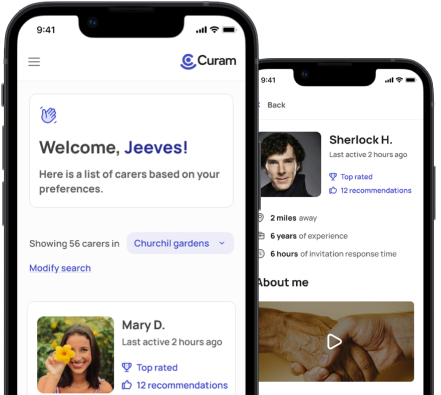 9:41
Curam
Welcome, Jeeves!
Here is a list of carers based on your
preferences.
Showing 56 carers in
Churchil gardens
Modify search
Mary D.
Last active 2 hours ago
Top rated
12 recommendations
9:41
Back
Sherlock H.
Last active 2 hours ago
Top rated
12 recommendations
2 miles away
6 years of experience
6 hours of invitation response time
About me